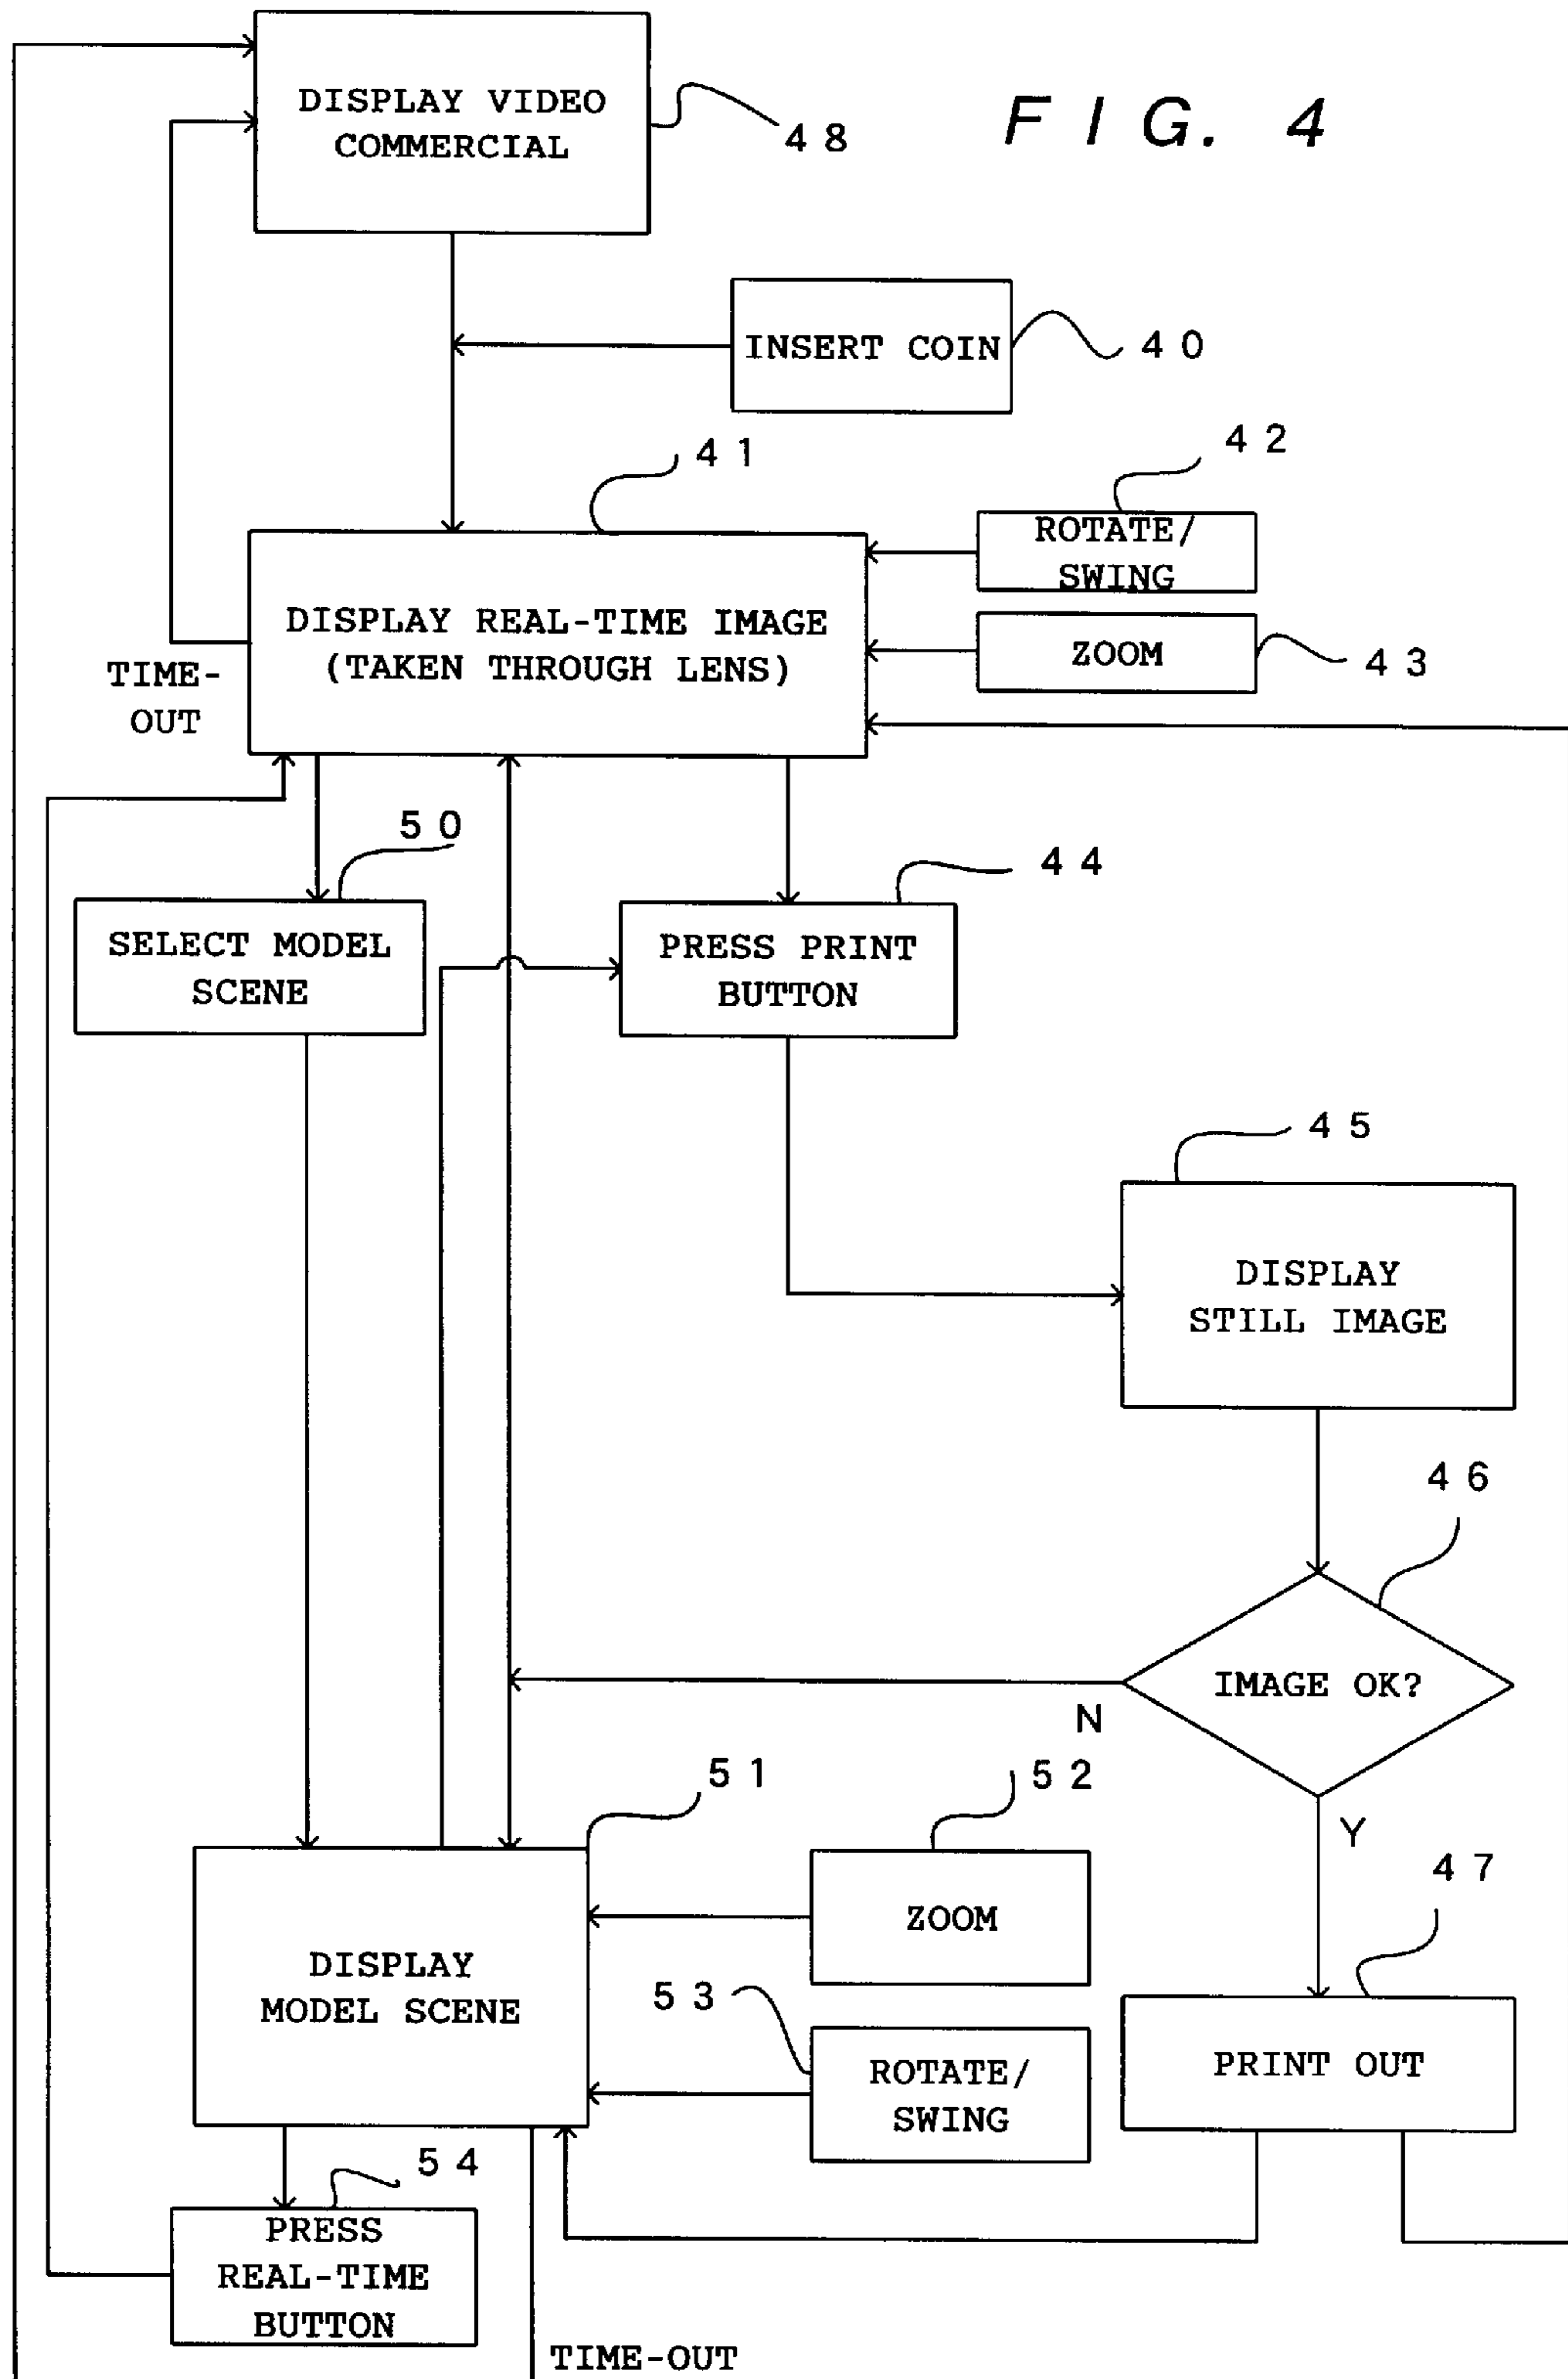 FIG. 4
DISPLAY VIDEO
COMMERCIAL
48
INSERT COIN
40
41
42
ROTATE/
SWING
DISPLAY REAL-TIME IMAGE
(TAKEN THROUGH LENS)
ZOOM
43
TIME-
OUT
50
44
SELECT MODEL
SCENE
PRESS PRINT
BUTTON
45
DISPLAY
STILL IMAGE
46
IMAGE OK?
N
Y
51
52
ZOOM
47
DISPLAY
MODEL SCENE
53
ROTATE/
SWING
PRINT OUT
54
PRESS
REAL-TIME
BUTTON
TIME-OUT